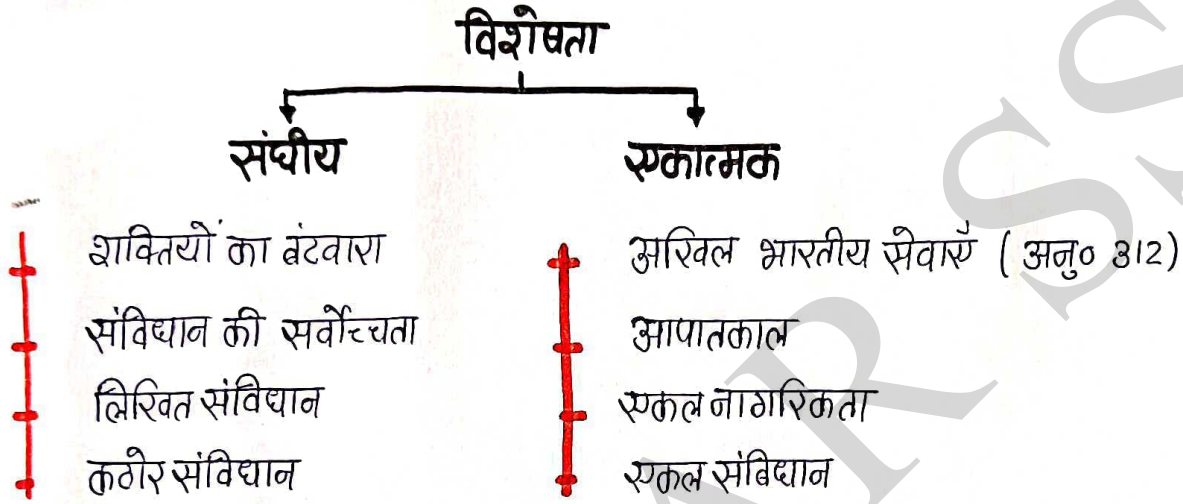 विशेषता
संघीय
एकात्मक
शक्तियों का बंटवारा
संविधान की सर्वोच्चता
लिखित संविधान
कठोर संविधान
अखिल भारतीय सेवाएँ ( अनु० 312)
आपातकाल
एकल नागरिकता
एकल संबिधान